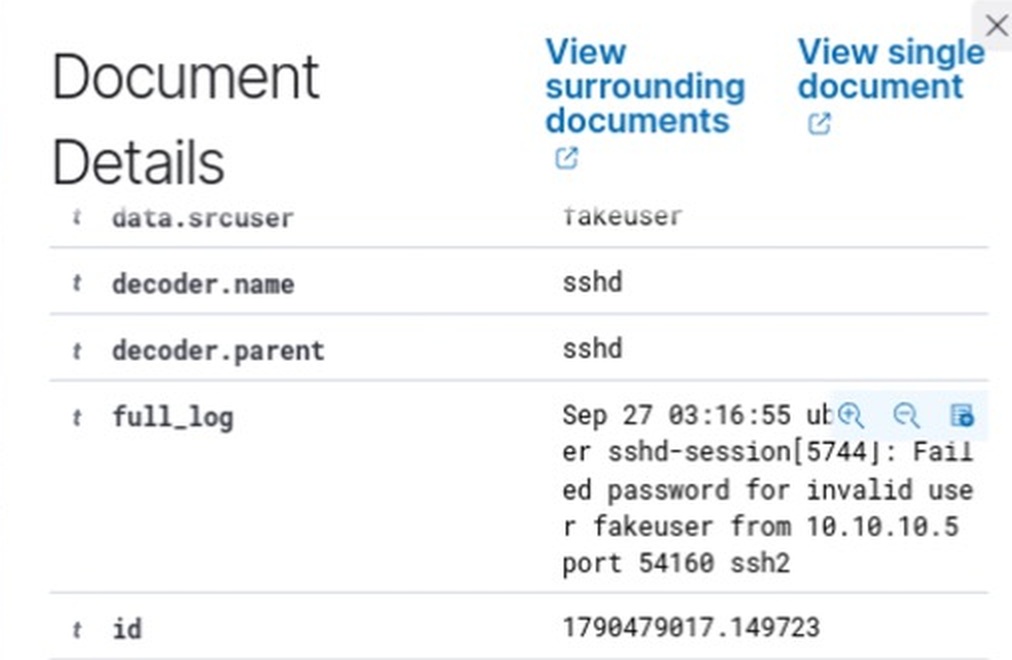 Document Details
View surrounding documents
View single document
t data.srcuser fakeuser
t decoder.name sshd
t decoder.parent sshd
t full_log Sep 27 03:16:55 ub
er sshd-session[5744]: Fail
ed password for invalid use
r fakeuser from 10.10.10.5
port 54160 ssh2
t id 1790479017.149723